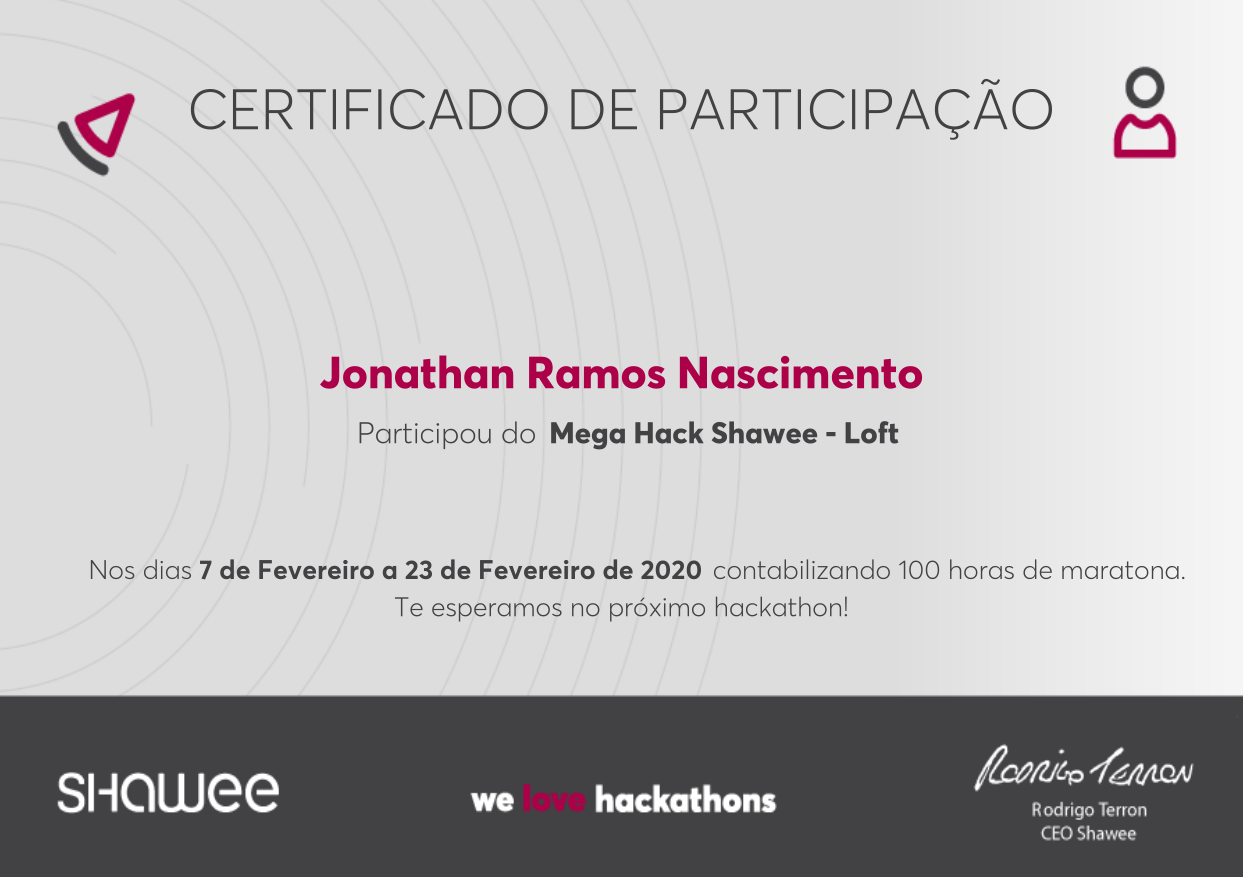 CERTIFICADO DE PARTICIPAÇÃO
Jonathan Ramos Nascimento
Participou do Mega Hack Shawee - Loft
Nos dias 7 de Fevereiro a 23 de Fevereiro de 2020 contabilizando 100 horas de maratona.
Te esperamos no próximo hackathon!
SHAWEE
we love hackathons
Rodrigo Terron
Rodrigo Terron
CEO Shawee